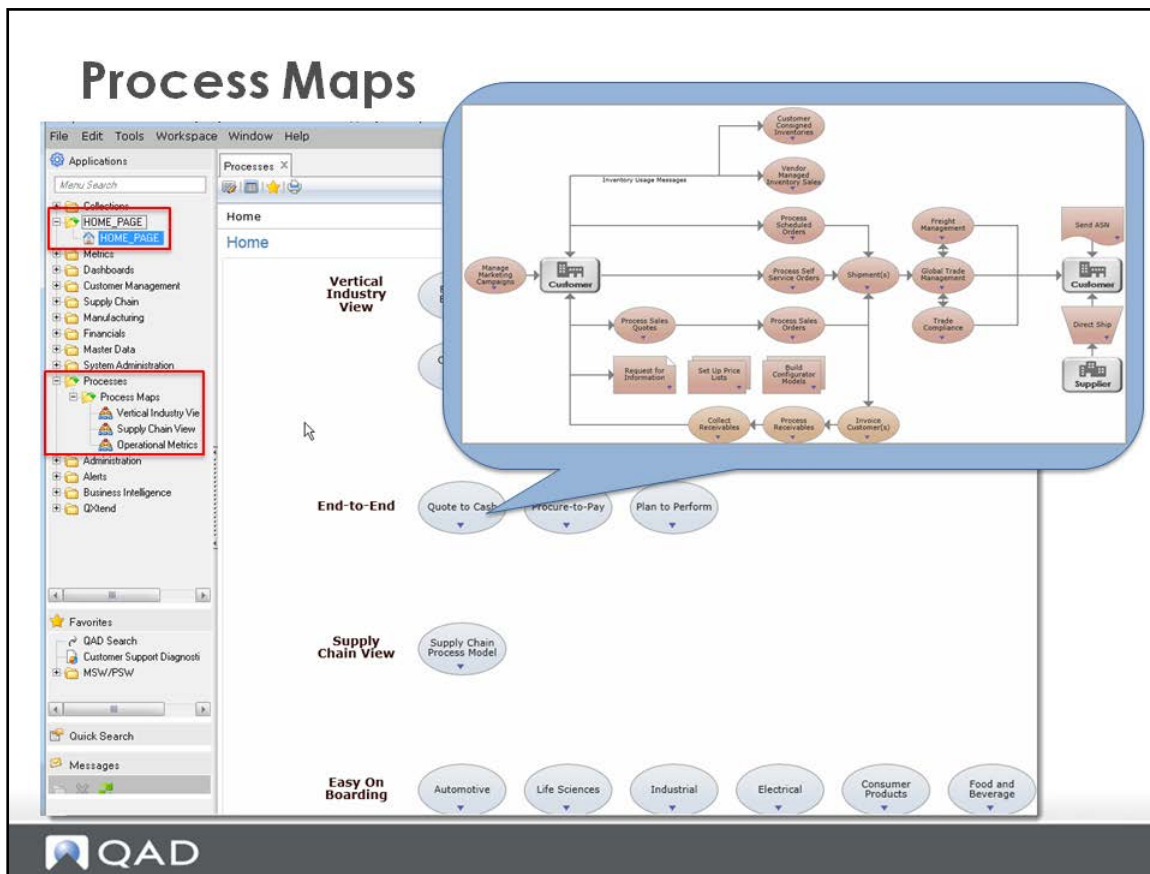 Process Maps
File Edit Tools Workspace Window Help
Applications
Menu Search
Collections
HOME_PAGE
HOME_PAGE
Metrics
Dashboards
Customer Management
Supply Chain
Manufacturing
Financials
Master Data
System Administration
Processes
Process Maps
Vertical Industry Vie
Supply Chain View
Operational Metrics
Administration
Alerts
Business Intelligence
QXtend
Favorites
QAD Search
Customer Support Diagnosti
MSW/PSW
Quick Search
Messages
Processes X
Home
Home
Vertical
Industry
View
End-to-End
Quote to Cash
Procure-to-Pay
Plan to Perform
Supply
Chain View
Supply Chain
Process Model
Easy On
Boarding
Automotive
Life Sciences
Industrial
Electrical
Consumer
Products
Food and
Beverage
Customer
Consigned
Inventories
Inventory Usage Messages
Vendor
Managed
Inventory Sales
Process
Scheduled
Orders
Freight
Management
Send ASN
Manage
Marketing
Campaigns
Customer
Process Self
Service Orders
Shipment(s)
Global Trade
Management
Customer
Process Sales
Quotes
Process Sales
Orders
Trade
Compliance
Direct Ship
Request for
Information
Set Up Price
Lists
Build
Configurator
Models
Supplier
Collect
Receivables
Process
Receivables
Invoice
Customer(s)
QAD